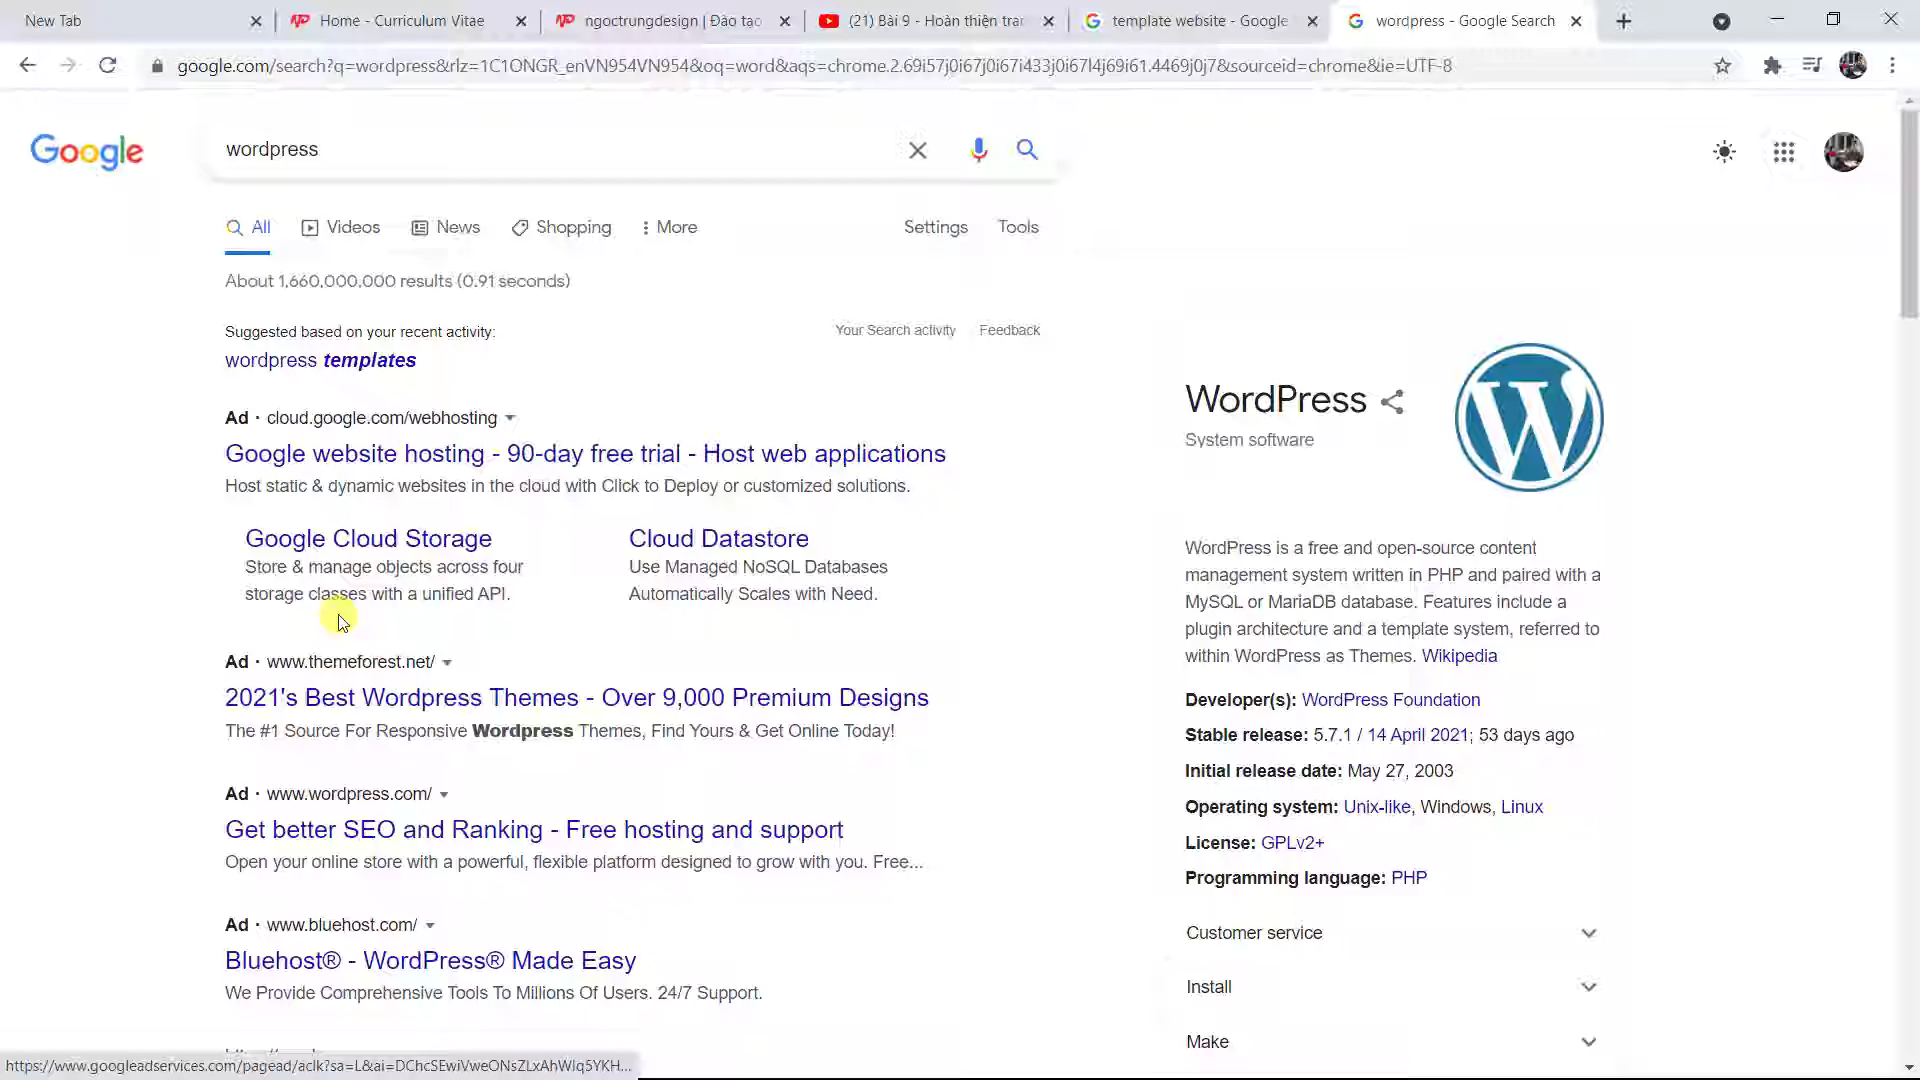 New Tab
Home - Curriculum Vitae
ngoctrungdesign | Đào tạo
(21) Bài 9 - Hoàn thiện tran
template website - Google
wordpress - Google Search
google.com/search?q=wordpress&rlz=1C1ONGR_enVN954VN954&oq=word&aqs=chrome.2.69i57j0i67j0i67i433j0i67l4j69i61.4469j0j7&sourceid=chrome&ie=UTF-8
Google
wordpress
All
Videos
News
Shopping
More
Settings
Tools
About 1.660.000.000 results (0.91 seconds)
Suggested based on your recent activity:
Your Search activity
Feedback
wordpress templates
Ad · cloud.google.com/webhosting
Google website hosting - 90-day free trial - Host web applications
Host static & dynamic websites in the cloud with Click to Deploy or customized solutions.
Google Cloud Storage
Store & manage objects across four
storage classes with a unified API.
Cloud Datastore
Use Managed NoSQL Databases
Automatically Scales with Need.
Ad · www.themeforest.net/
2021's Best Wordpress Themes - Over 9,000 Premium Designs
The #1 Source For Responsive Wordpress Themes, Find Yours & Get Online Today!
Ad · www.wordpress.com/
Get better SEO and Ranking - Free hosting and support
Open your online store with a powerful, flexible platform designed to grow with you. Free...
Ad · www.bluehost.com/
Bluehost® - WordPress® Made Easy
We Provide Comprehensive Tools To Millions Of Users. 24/7 Support.
WordPress
System software
WordPress is a free and open-source content
management system written in PHP and paired with a
MySQL or MariaDB database. Features include a
plugin architecture and a template system, referred to
within WordPress as Themes. Wikipedia
Developer(s): WordPress Foundation
Stable release: 5.7.1 / 14 April 2021; 53 days ago
Initial release date: May 27, 2003
Operating system: Unix-like, Windows, Linux
License: GPLv2+
Programming language: PHP
Customer service
Install
Make
https://www.googleadservices.com/pagead/aclk?sa=L&ai=DChcSEwiVweONsZLxAhWIq5YKH...